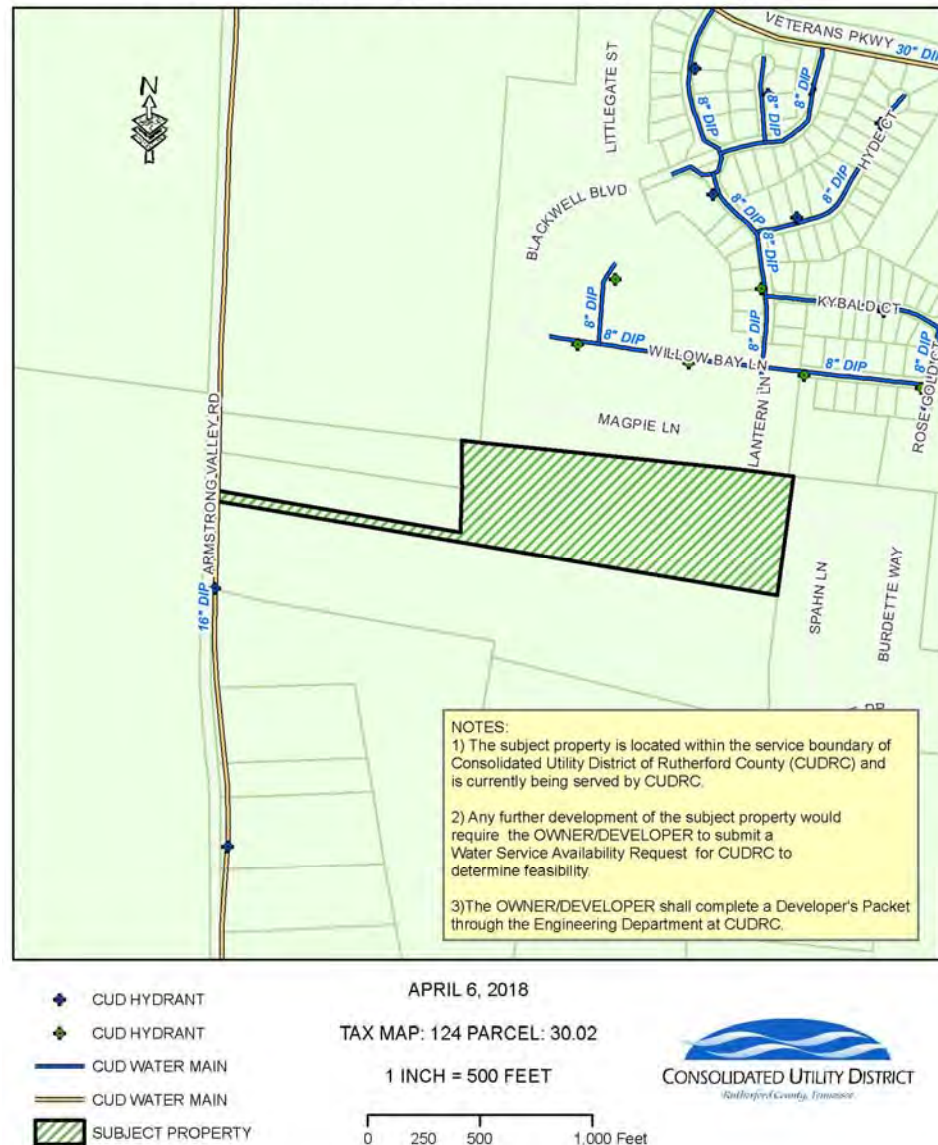 VETERANS PKWY
30" DIP
LITTLEGATE ST
8" DIP
8" DIP
8" DIP
N
HYDE CT
8" DIP
BLACKWELL BLVD
8" DIP
8" DIP
KYBALD CT
8" DIP
8" DIP
8" DIP
8" DIP
WILLOW BAY LN
8" DIP
ROSE GOLD CT
LANTERN LN
MAGPIE LN
ARMSTRONG VALLEY RD
16" DIP
SPAHN LN
BURDETTE WAY
DR
NOTES:
1) The subject property is located within the service boundary of
Consolidated Utility District of Rutherford County (CUDRC) and
is currently being served by CUDRC.
2) Any further development of the subject property would
require the OWNER/DEVELOPER to submit a
Water Service Availability Request for CUDRC to
determine feasibility.
3)The OWNER/DEVELOPER shall complete a Developer's Packet
through the Engineering Department at CUDRC.
CUD HYDRANT
CUD HYDRANT
CUD WATER MAIN
CUD WATER MAIN
SUBJECT PROPERTY
APRIL 6, 2018
TAX MAP: 124 PARCEL: 30.02
1 INCH = 500 FEET
0 250 500 1,000 Feet
CONSOLIDATED UTILITY DISTRICT
Rutherford County, Tennessee